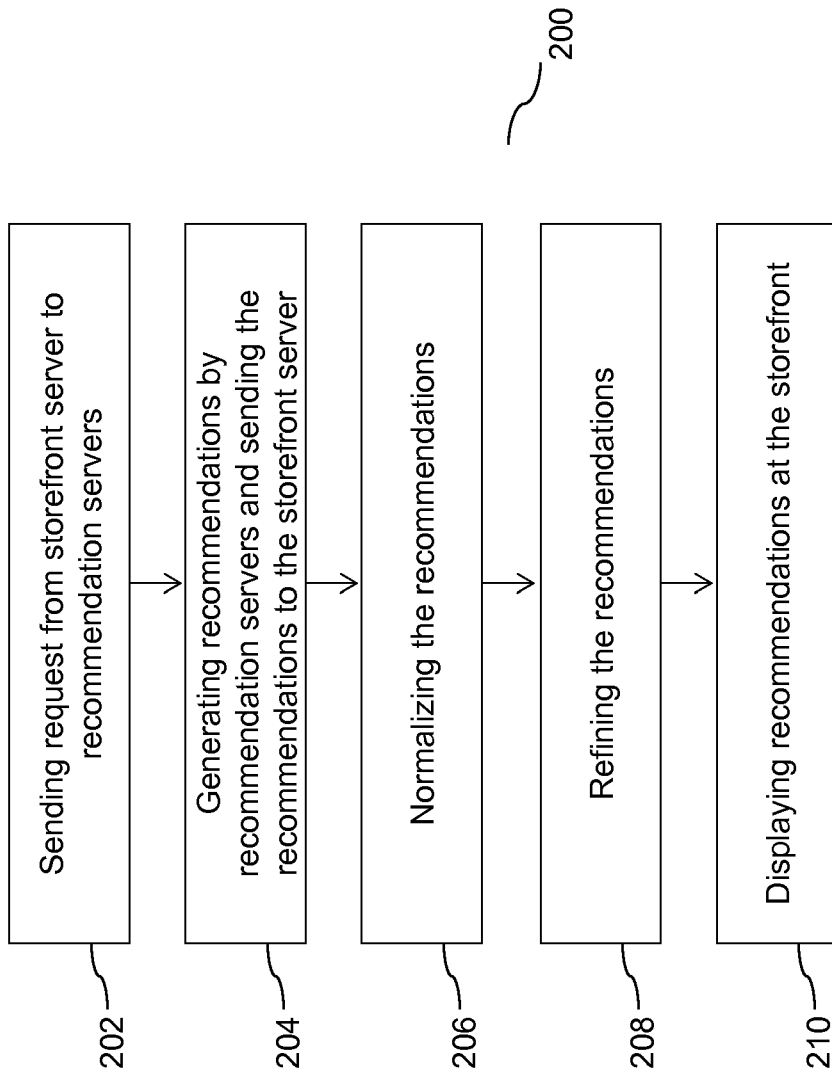 202
Sending request from storefront server to
recommendation servers
204
Generating recommendations by
recommendation servers and sending the
recommendations to the storefront server
206
Normalizing the recommendations
208
Refining the recommendations
210
Displaying recommendations at the storefront
200